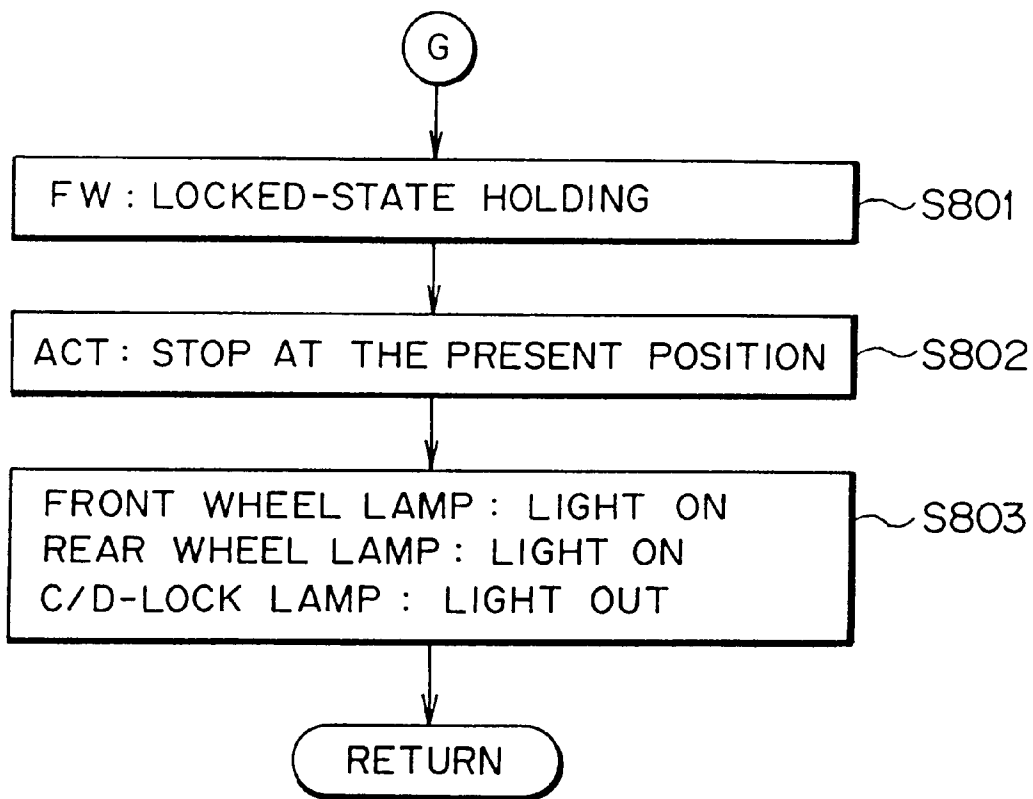 G
FW : LOCKED-STATE HOLDING
S801
ACT : STOP AT THE PRESENT POSITION
S802
FRONT WHEEL LAMP : LIGHT ON
REAR WHEEL LAMP : LIGHT ON
C/D-LOCK LAMP : LIGHT OUT
S803
RETURN